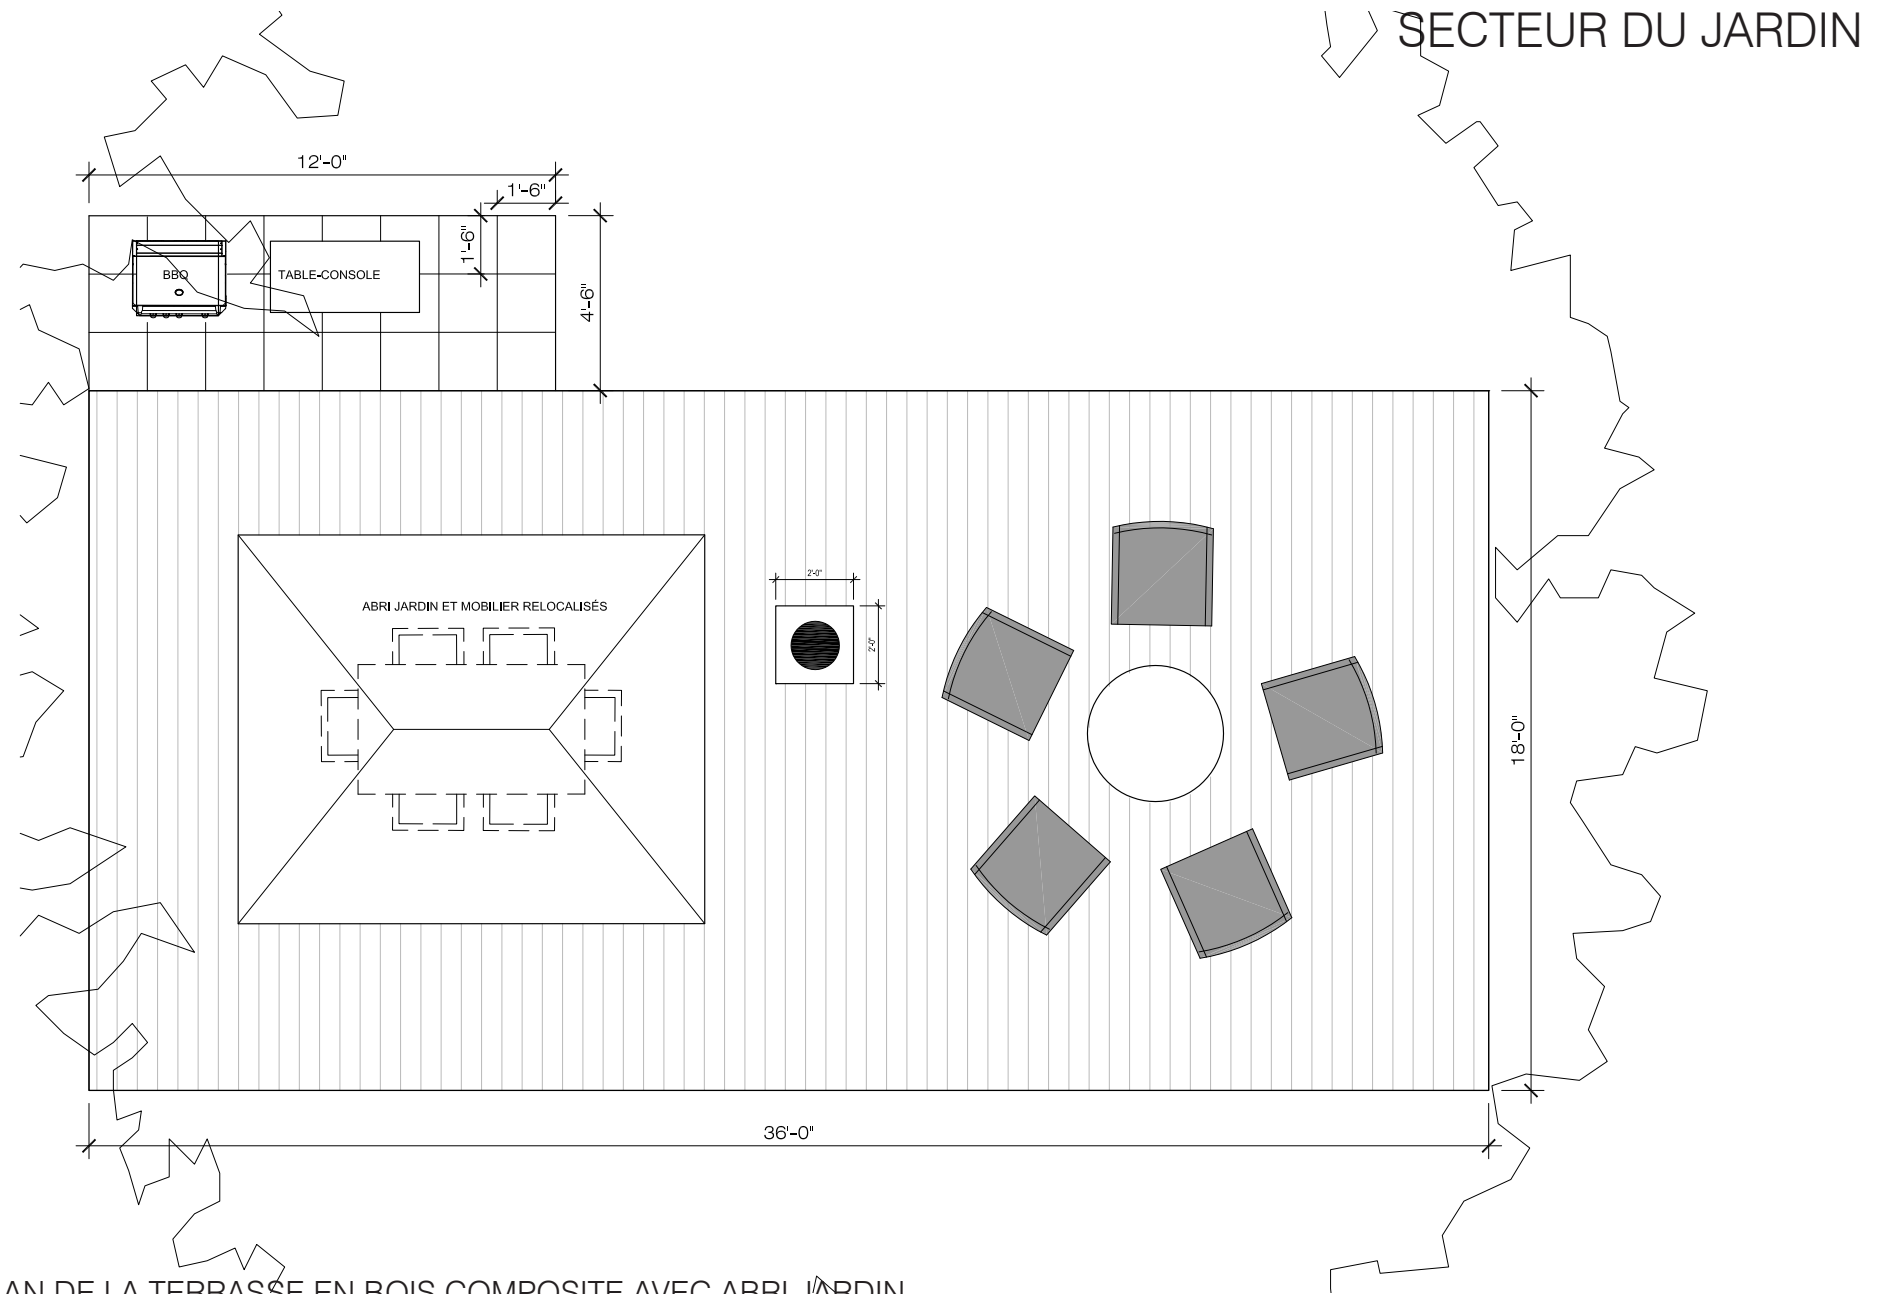 SECTEUR DU JARDIN
12'-0"
1'-6"
1'-6"
BBQ
TABLE-CONSOLE
4'-6"
2'-0"
ABRI JARDIN ET MOBILIER RELOCALISÉS
2'-0"
18'-0"
36'-0"
AN DE LA TERRASSE EN BOIS COMPOSITE AVEC ABRI JARDIN